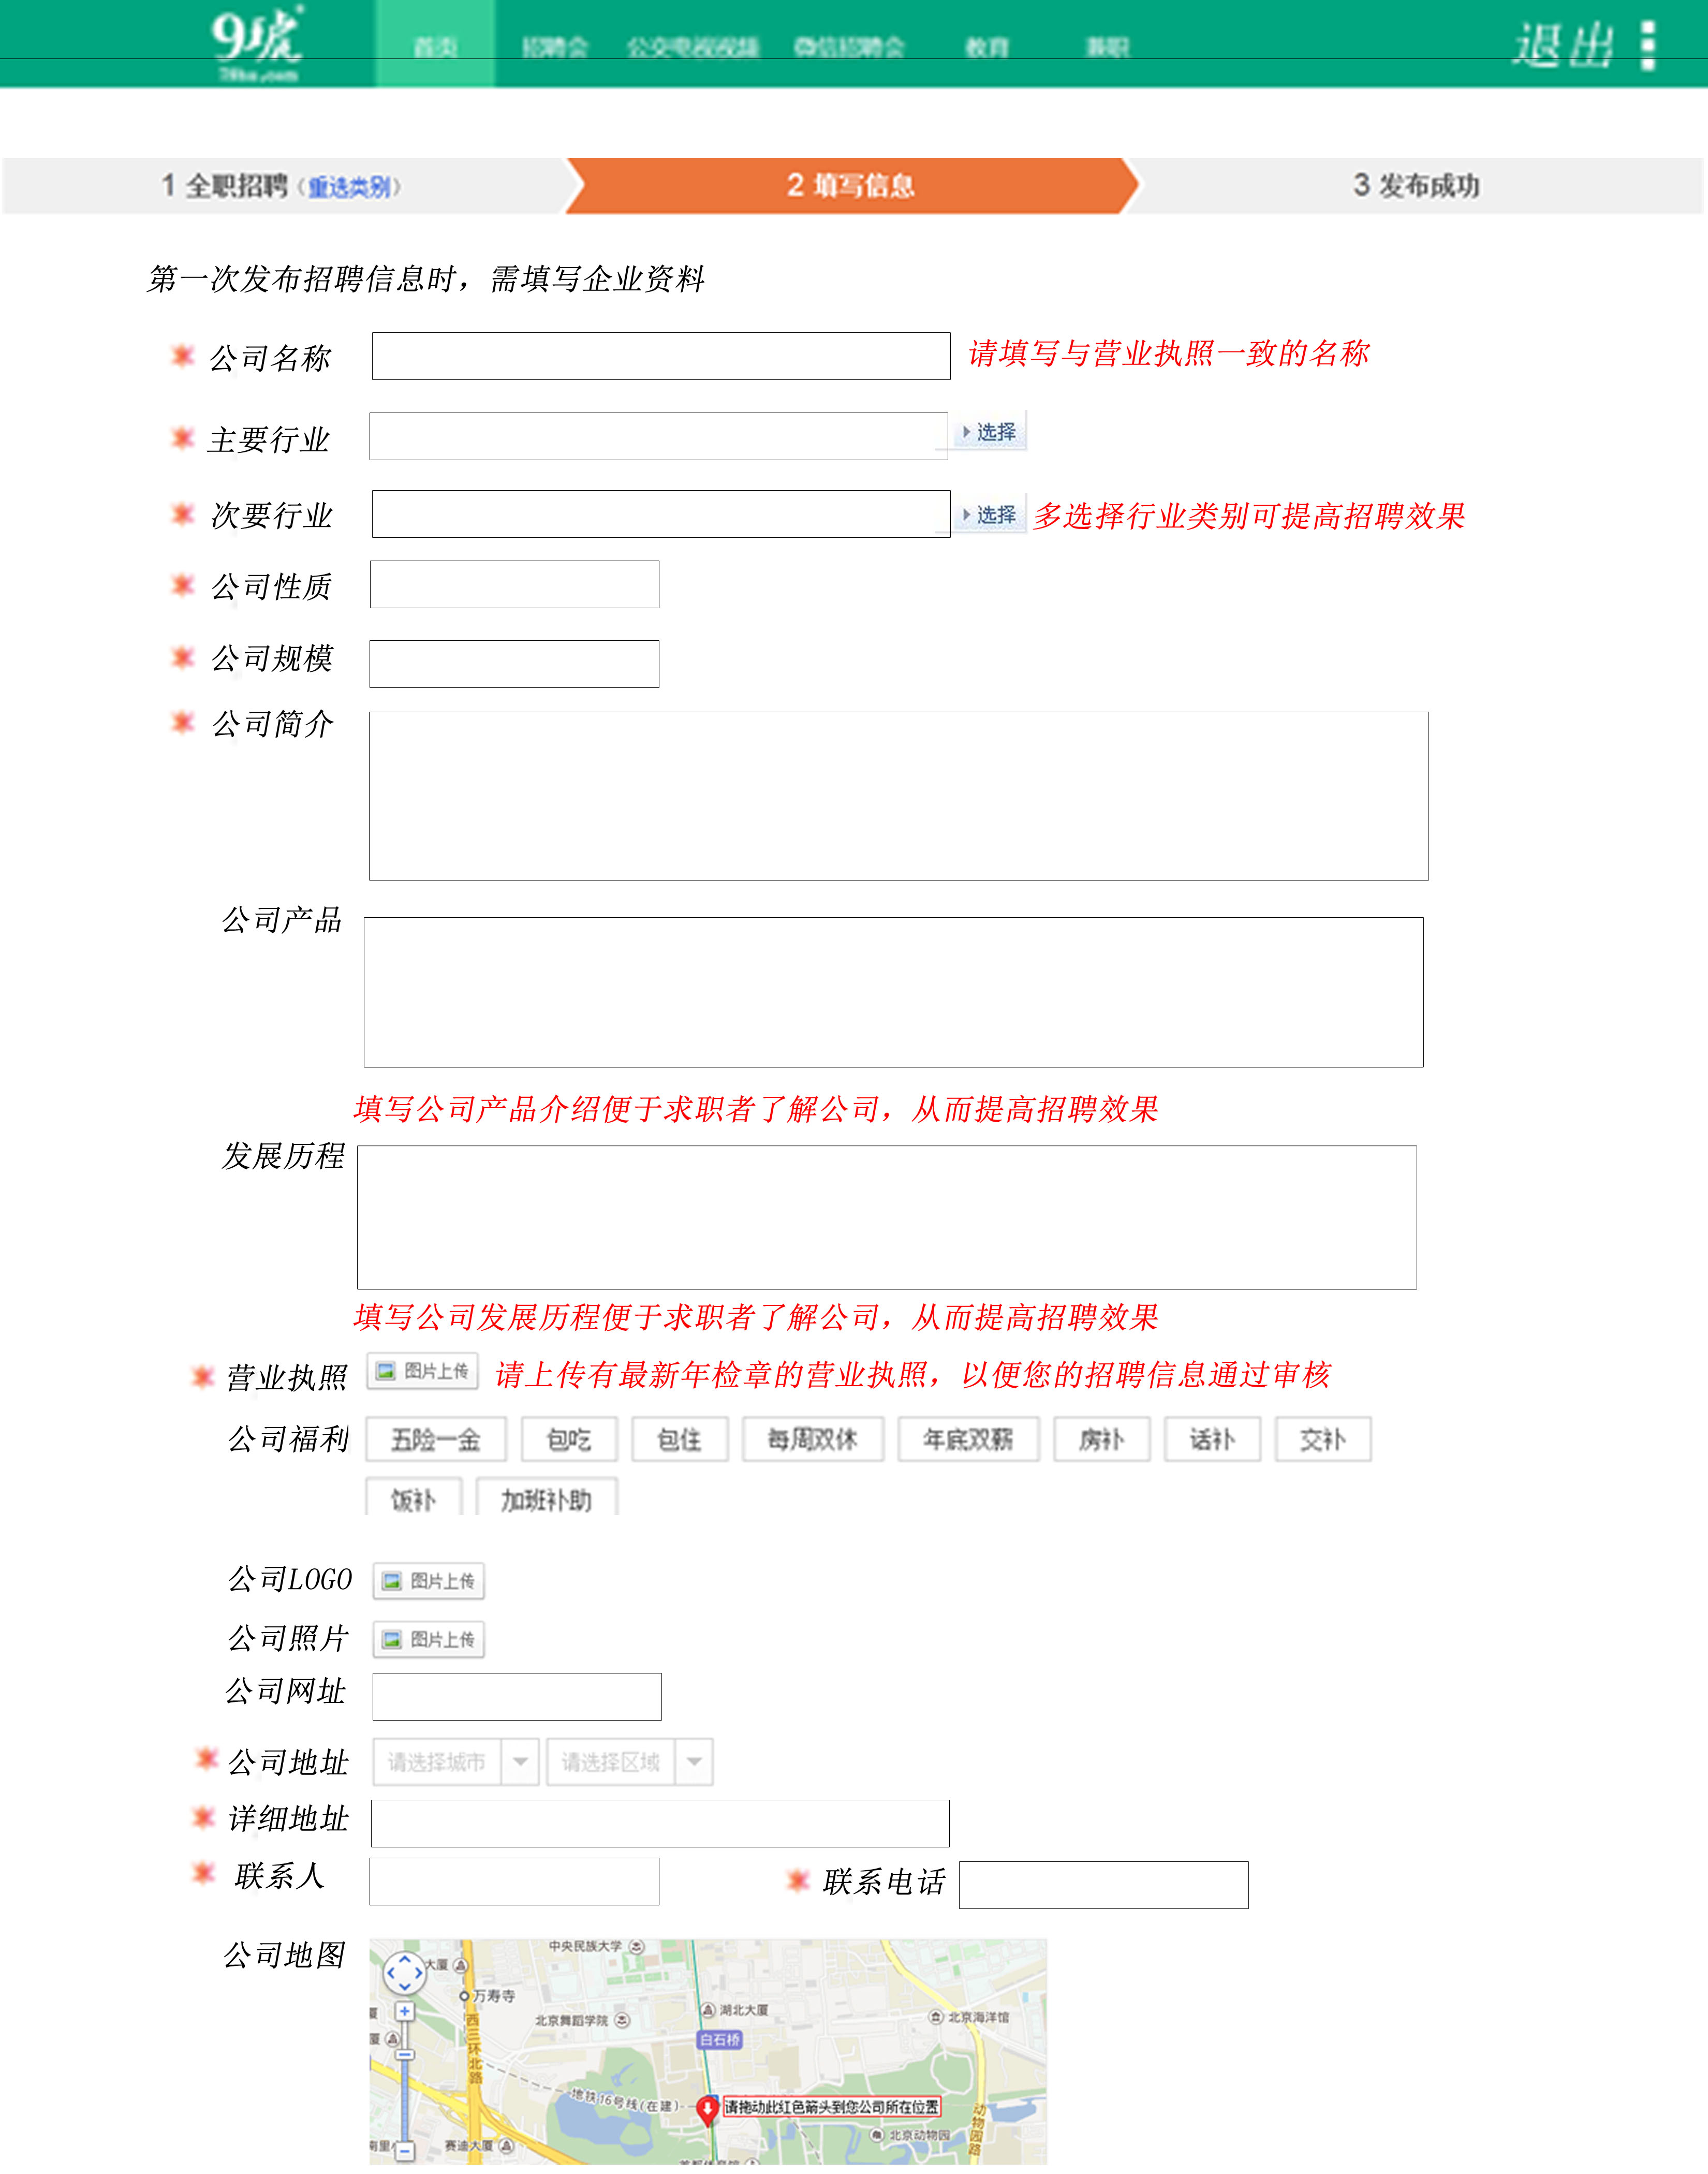 9虎
首页 招聘会 公交电视视频 微信招聘会 教育 兼职
退出
1 全职招聘（重选类别）
2 填写信息
3 发布成功
第一次发布招聘信息时，需填写企业资料
公司名称 请填写与营业执照一致的名称
主要行业 选择
次要行业 选择 多选择行业类别可提高招聘效果
公司性质
公司规模
公司简介
公司产品
填写公司产品介绍便于求职者了解公司，从而提高招聘效果
发展历程
填写公司发展历程便于求职者了解公司，从而提高招聘效果
营业执照 图片上传 请上传有最新年检章的营业执照，以便您的招聘信息通过审核
公司福利 五险一金 包吃 包住 每周双休 年底双薪 房补 话补 交补
饭补 加班补助
公司LOGO 图片上传
公司照片 图片上传
公司网址
公司地址 请选择城市 请选择区域
详细地址
联系人 联系电话
公司地图
中央民族大学
大厦
万寿寺
湖北大厦
北京舞蹈学院
北京海洋馆
厦
白石桥
厦
西三环北路
地铁16号线(在建)
请拖动此红色箭头到您公司所在位置
动物园路
北京动物园
南里
赛迪大厦